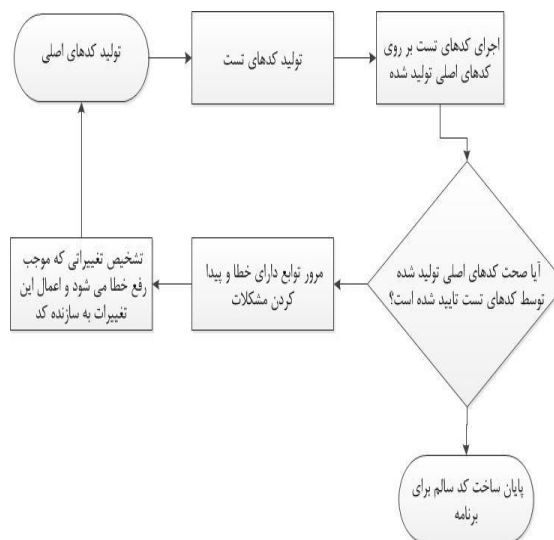 تولید کدهای اصلی
تولید کدهای تست
اجرای کدهای تست بر روی
کدهای اصلی تولید شده
آیا صحت کدهای اصلی تولید شده
توسط کدهای تست تایید شده است؟
مرور توابع دارای خطا و پیدا
کردن مشکلات
تشخیص تغییراتی که موجب
رفع خطا می شود و اعمال این
تغییرات به سازنده کد
پایان ساخت کد سالم برای
برنامه